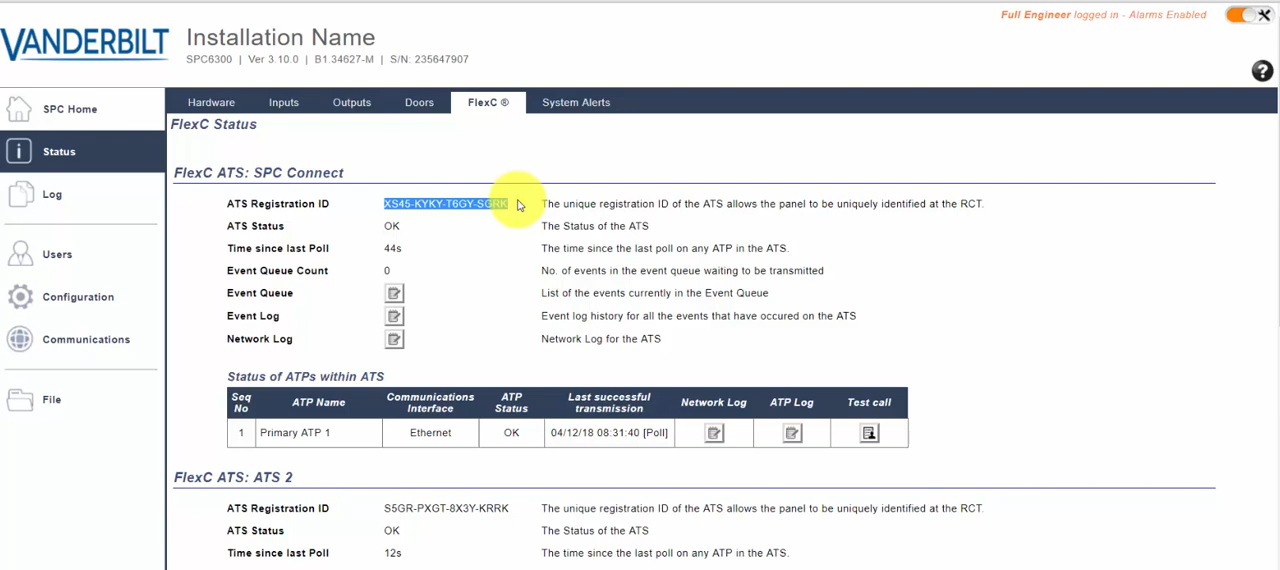 Full Engineer logged in - Alarms Enabled
VANDERBILT
Installation Name
SPC6300 | Ver 3.10.0 | B1.34627-M | S/N: 235647907
?
SPC Home
Status
Log
Users
Configuration
Communications
File
Hardware Inputs Outputs Doors FlexC ® System Alerts
FlexC Status
FlexC ATS: SPC Connect
ATS Registration ID XS45-KYKY-T6GY-SGRK The unique registration ID of the ATS allows the panel to be uniquely identified at the RCT.
ATS Status OK The Status of the ATS
Time since last Poll 44s The time since the last poll on any ATP in the ATS.
Event Queue Count 0 No. of events in the event queue waiting to be transmitted
Event Queue List of the events currently in the Event Queue
Event Log Event log history for all the events that have occured on the ATS
Network Log Network Log for the ATS
Status of ATPs within ATS
Seq No ATP Name Communications Interface ATP Status Last successful transmission Network Log ATP Log Test call
1 Primary ATP 1 Ethernet OK 04/12/18 08:31:40 [Poll]
FlexC ATS: ATS 2
ATS Registration ID S5GR-PXGT-8X3Y-KRRK The unique registration ID of the ATS allows the panel to be uniquely identified at the RCT.
ATS Status OK The Status of the ATS
Time since last Poll 12s The time since the last poll on any ATP in the ATS.